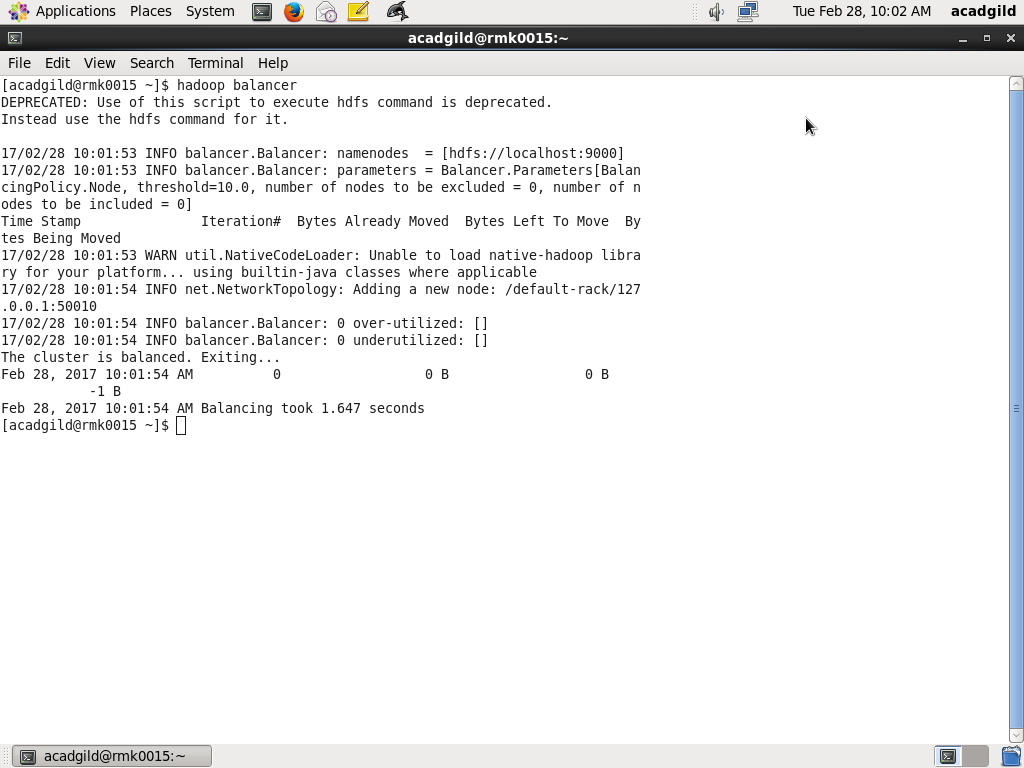 Applications Places System Tue Feb 28, 10:02 AM acadgild
acadgild@rmk0015:~
File Edit View Search Terminal Help
[acadgild@rmk0015 ~]$ hadoop balancer
DEPRECATED: Use of this script to execute hdfs command is deprecated.
Instead use the hdfs command for it.
17/02/28 10:01:53 INFO balancer.Balancer: namenodes  = [hdfs://localhost:9000]
17/02/28 10:01:53 INFO balancer.Balancer: parameters = Balancer.Parameters[Balan
cingPolicy.Node, threshold=10.0, number of nodes to be excluded = 0, number of n
odes to be included = 0]
Time Stamp               Iteration#  Bytes Already Moved  Bytes Left To Move  By
tes Being Moved
17/02/28 10:01:53 WARN util.NativeCodeLoader: Unable to load native-hadoop libra
ry for your platform... using builtin-java classes where applicable
17/02/28 10:01:54 INFO net.NetworkTopology: Adding a new node: /default-rack/127
.0.0.1:50010
17/02/28 10:01:54 INFO balancer.Balancer: 0 over-utilized: []
17/02/28 10:01:54 INFO balancer.Balancer: 0 underutilized: []
The cluster is balanced. Exiting...
Feb 28, 2017 10:01:54 AM          0                  0 B                 0 B
           -1 B
Feb 28, 2017 10:01:54 AM Balancing took 1.647 seconds
[acadgild@rmk0015 ~]$
acadgild@rmk0015:~